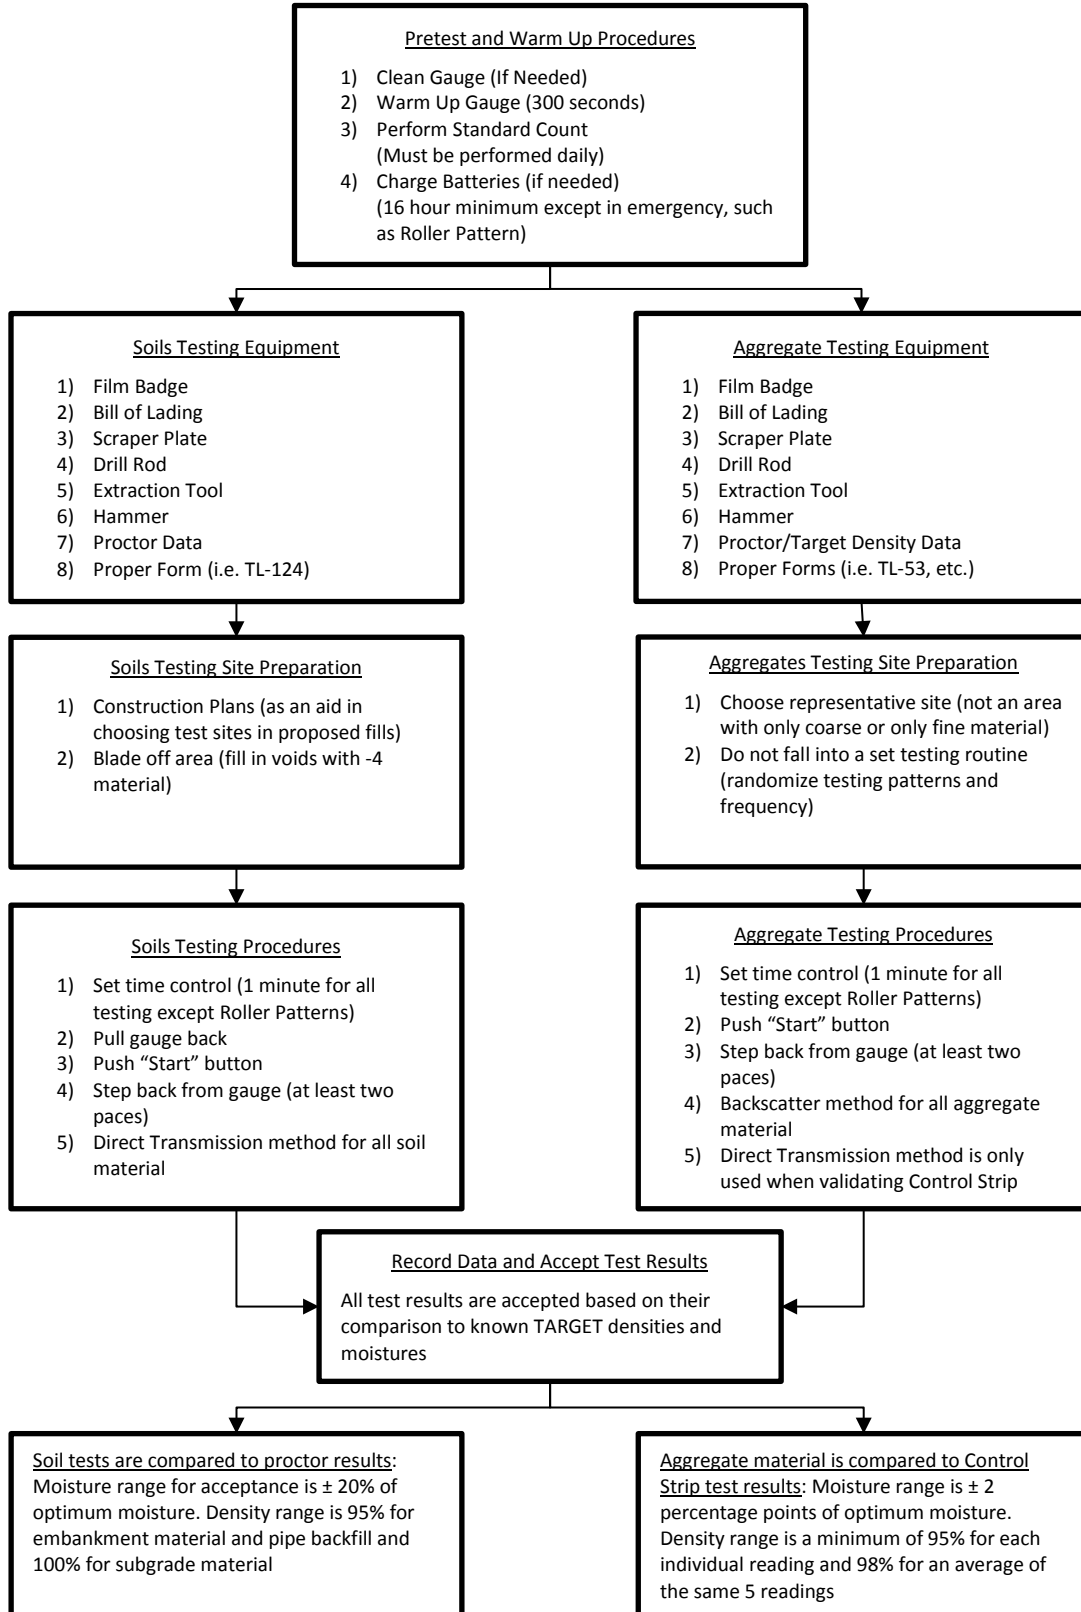 Pretest and Warm Up Procedures
1) Clean Gauge (If Needed)
2) Warm Up Gauge (300 seconds)
3) Perform Standard Count
(Must be performed daily)
4) Charge Batteries (if needed)
(16 hour minimum except in emergency, such
as Roller Pattern)
Soils Testing Equipment
1) Film Badge
2) Bill of Lading
3) Scraper Plate
4) Drill Rod
5) Extraction Tool
6) Hammer
7) Proctor Data
8) Proper Form (i.e. TL-124)
Aggregate Testing Equipment
1) Film Badge
2) Bill of Lading
3) Scraper Plate
4) Drill Rod
5) Extraction Tool
6) Hammer
7) Proctor/Target Density Data
8) Proper Forms (i.e. TL-53, etc.)
Soils Testing Site Preparation
1) Construction Plans (as an aid in
choosing test sites in proposed fills)
2) Blade off area (fill in voids with -4
material)
Aggregates Testing Site Preparation
1) Choose representative site (not an area
with only coarse or only fine material)
2) Do not fall into a set testing routine
(randomize testing patterns and
frequency)
Soils Testing Procedures
1) Set time control (1 minute for all
testing except Roller Patterns)
2) Pull gauge back
3) Push “Start” button
4) Step back from gauge (at least two
paces)
5) Direct Transmission method for all soil
material
Aggregate Testing Procedures
1) Set time control (1 minute for all
testing except Roller Patterns)
2) Push “Start” button
3) Step back from gauge (at least two
paces)
4) Backscatter method for all aggregate
material
5) Direct Transmission method is only
used when validating Control Strip
Record Data and Accept Test Results
All test results are accepted based on their
comparison to known TARGET densities and
moistures
Soil tests are compared to proctor results:
Moisture range for acceptance is ± 20% of
optimum moisture. Density range is 95% for
embankment material and pipe backfill and
100% for subgrade material
Aggregate material is compared to Control
Strip test results: Moisture range is ± 2
percentage points of optimum moisture.
Density range is a minimum of 95% for each
individual reading and 98% for an average of
the same 5 readings